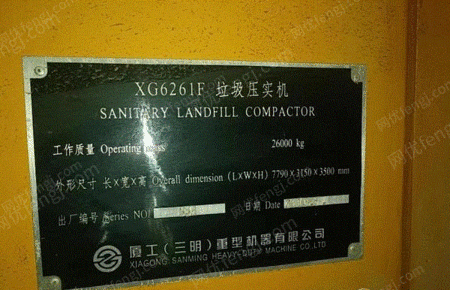 XG6261F 垃圾压实机
SANITARY LANDFILL COMPACTOR
工作质量 Operating mass 26000 kg
外形尺寸 长×宽×高 Overall dimension (L×W×H) 7790×3150×3500 mm
出厂编号 Series NO 日期 Date
厦工(三明)重型机器有限公司
XIAGONG SANMING HEAVY-DUTY MACHINE CO.,LTD